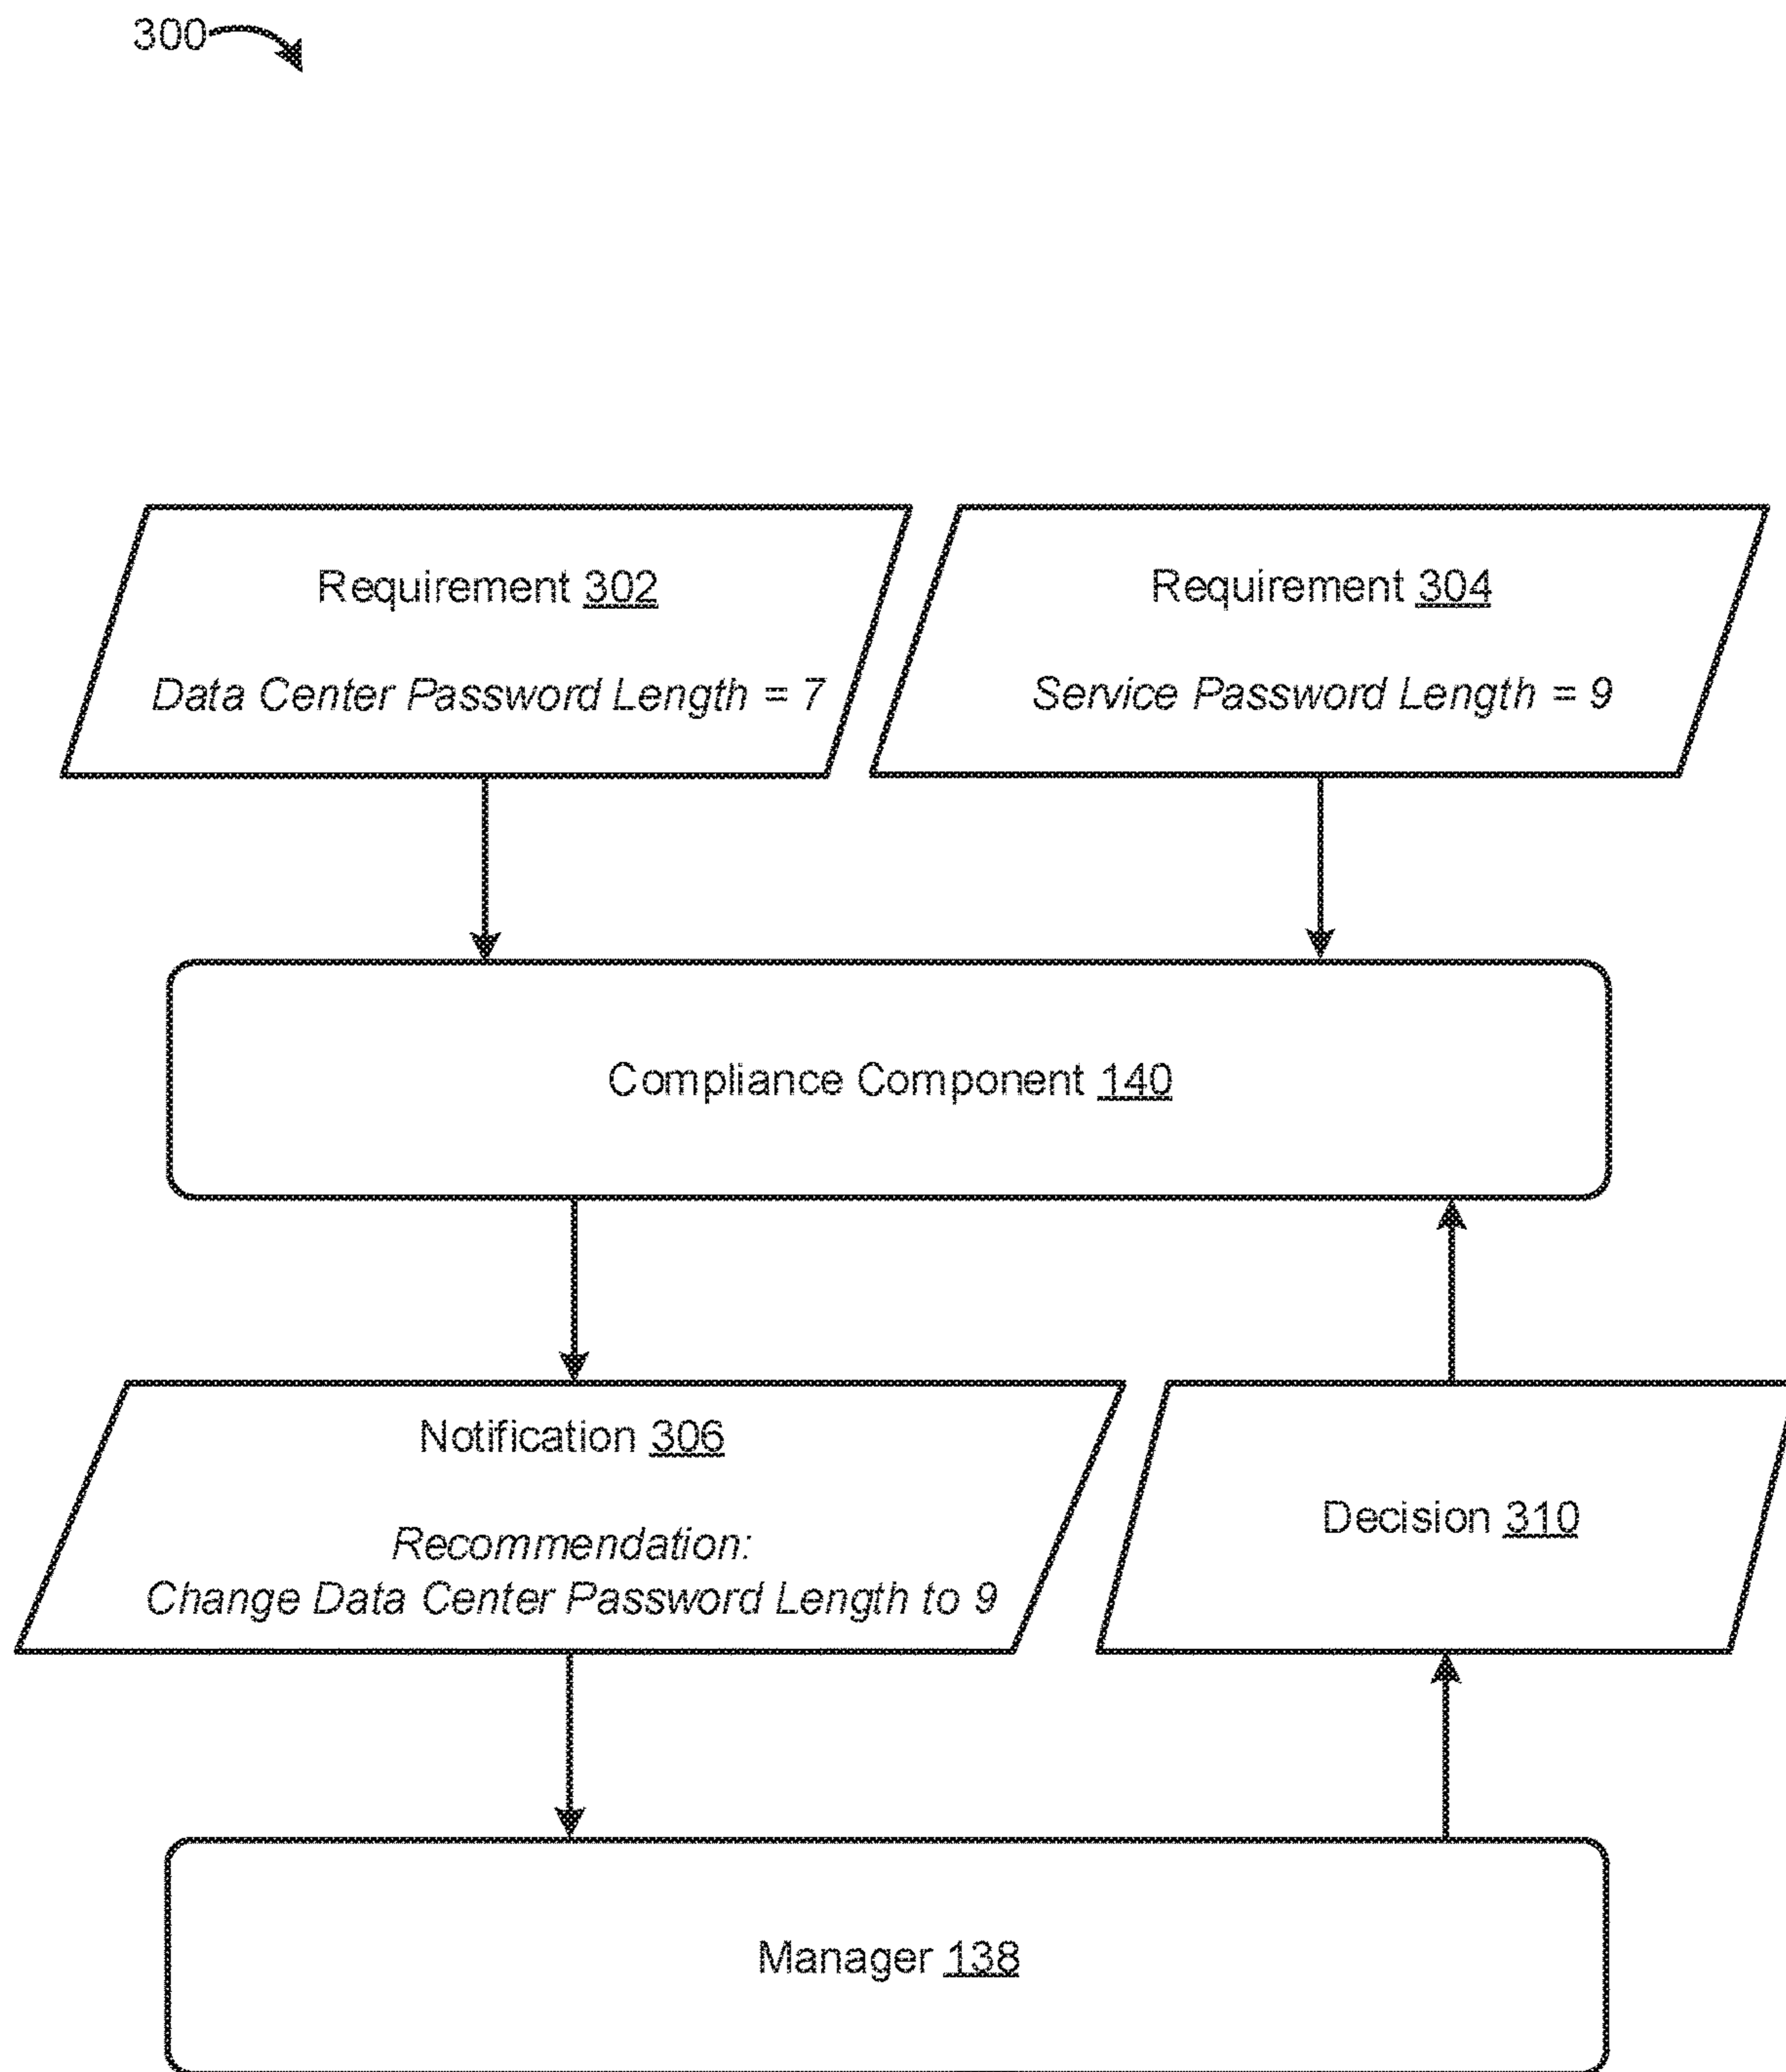 300
Requirement 302
Data Center Password Length = 7
Requirement 304
Service Password Length = 9
Compliance Component 140
Notification 306
Recommendation:
Change Data Center Password Length to 9
Decision 310
Manager 138